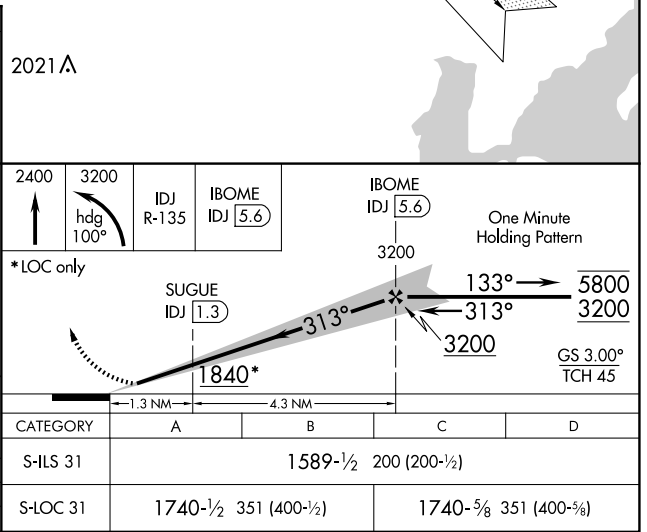 2021
2400
3200
hdg
100°
IDJ
R-135
IBOME
IDJ 5.6
*LOC only
IBOME
IDJ 5.6
3200
One Minute
Holding Pattern
SUGUE
IDJ 1.3
313°
133°
313°
5800
3200
3200
1840*
GS 3.00°
TCH 45
1.3 NM
4.3 NM
CATEGORY A B C D
S-ILS 31 1589-½ 200 (200-½)
S-LOC 31 1740-½ 351 (400-½) 1740-⅝ 351 (400-⅝)